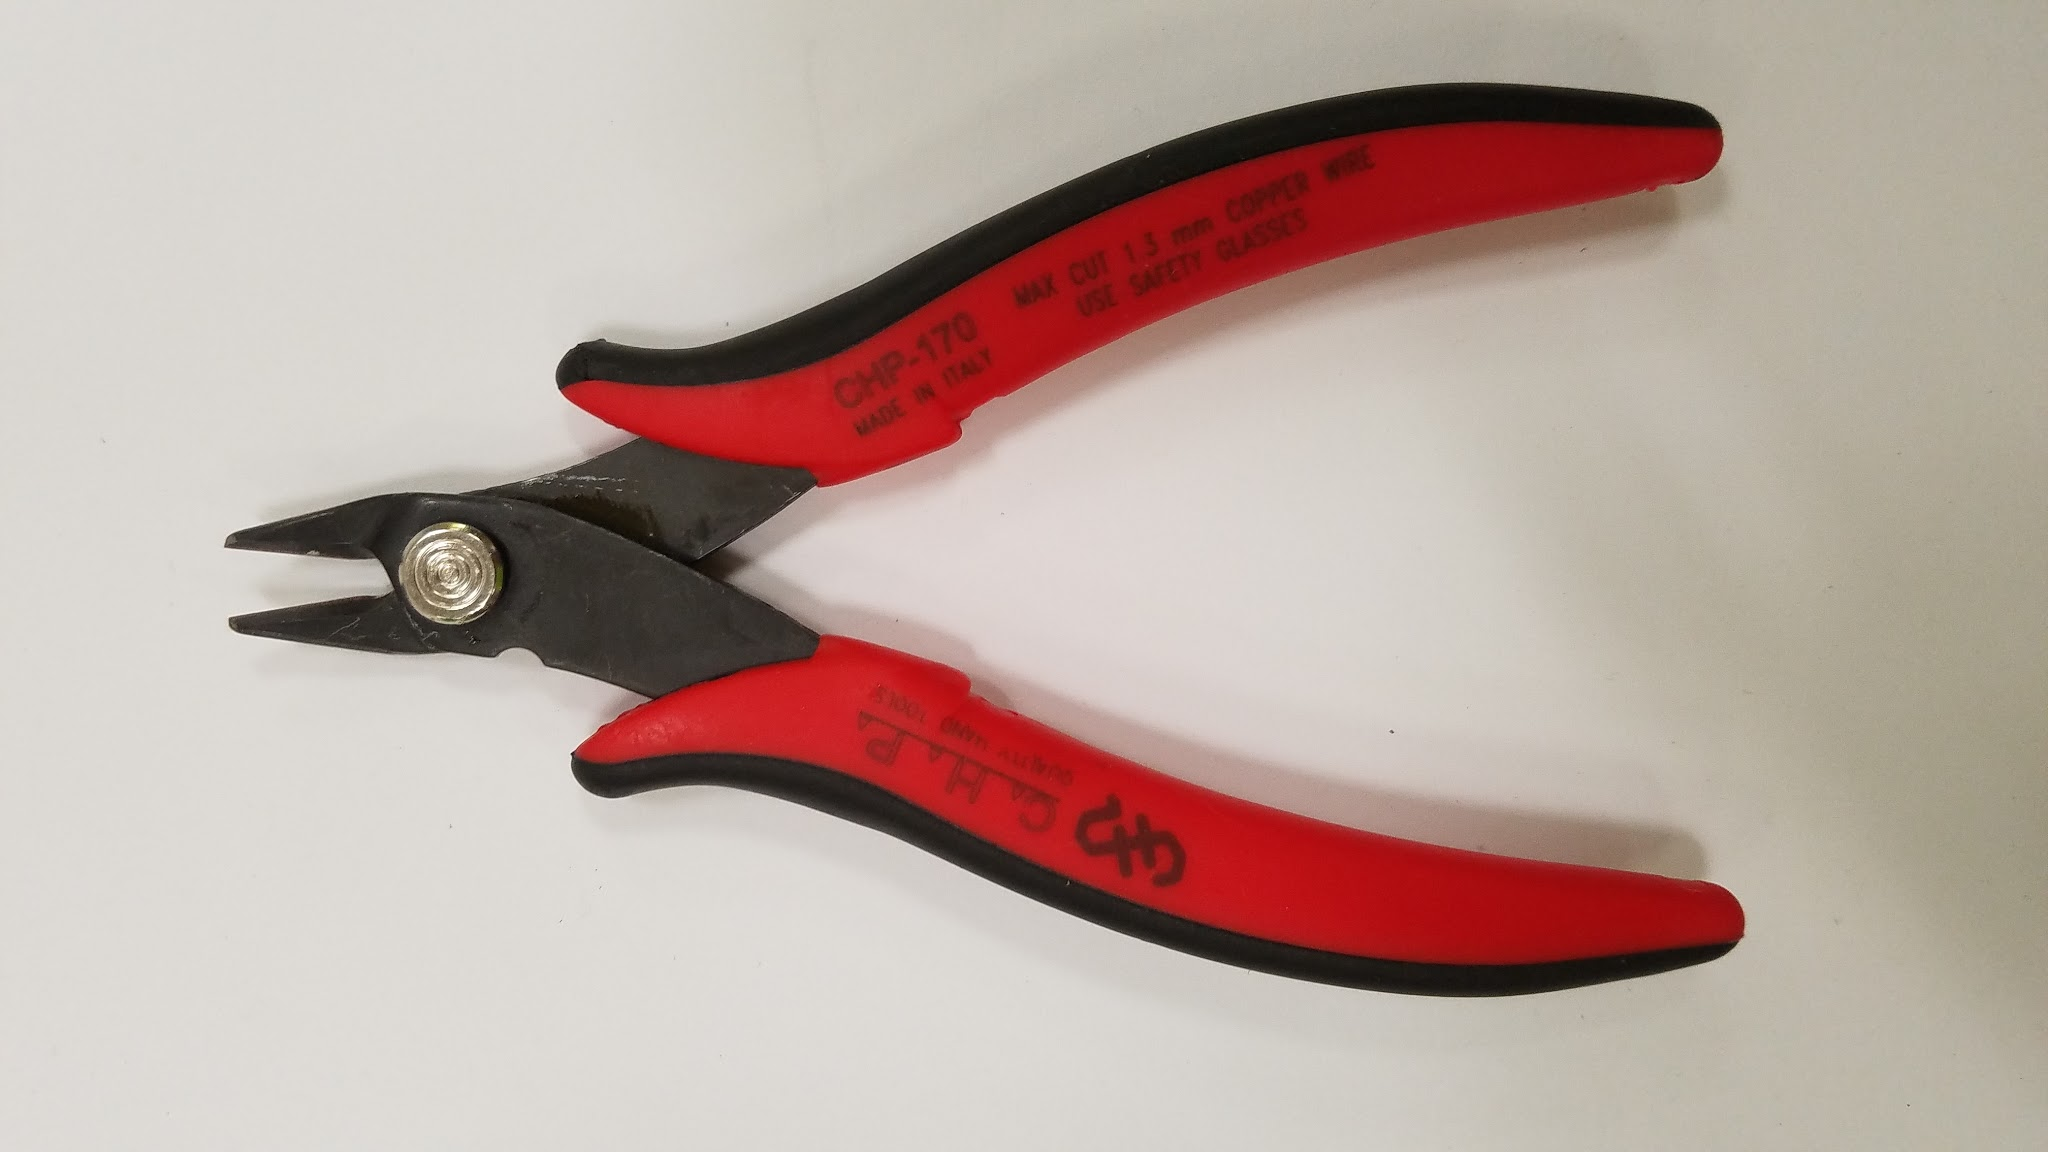 CHP-170
MADE IN ITALY
MAX CUT 1.3 mm COPPER WIRE
USE SAFETY GLASSES
C.H.P.
QUALITY HAND TOOLS